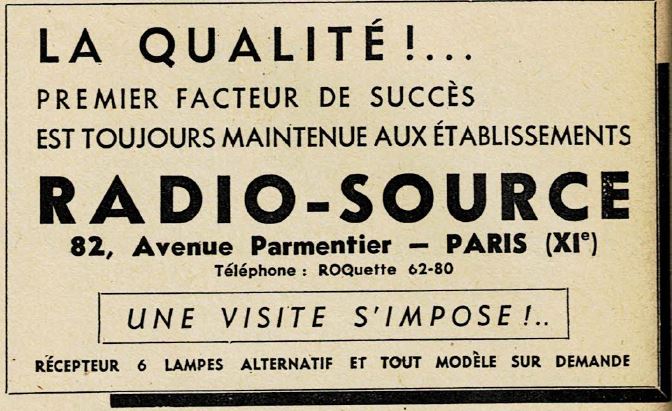 LA QUALITÉ !...
PREMIER FACTEUR DE SUCCÈS
EST TOUJOURS MAINTENUE AUX ÉTABLISSEMENTS
RADIO-SOURCE
82, Avenue Parmentier — PARIS (XIe)
Téléphone : ROQuette 62-80
UNE VISITE S'IMPOSE !..
RÉCEPTEUR 6 LAMPES ALTERNATIF ET TOUT MODÈLE SUR DEMANDE